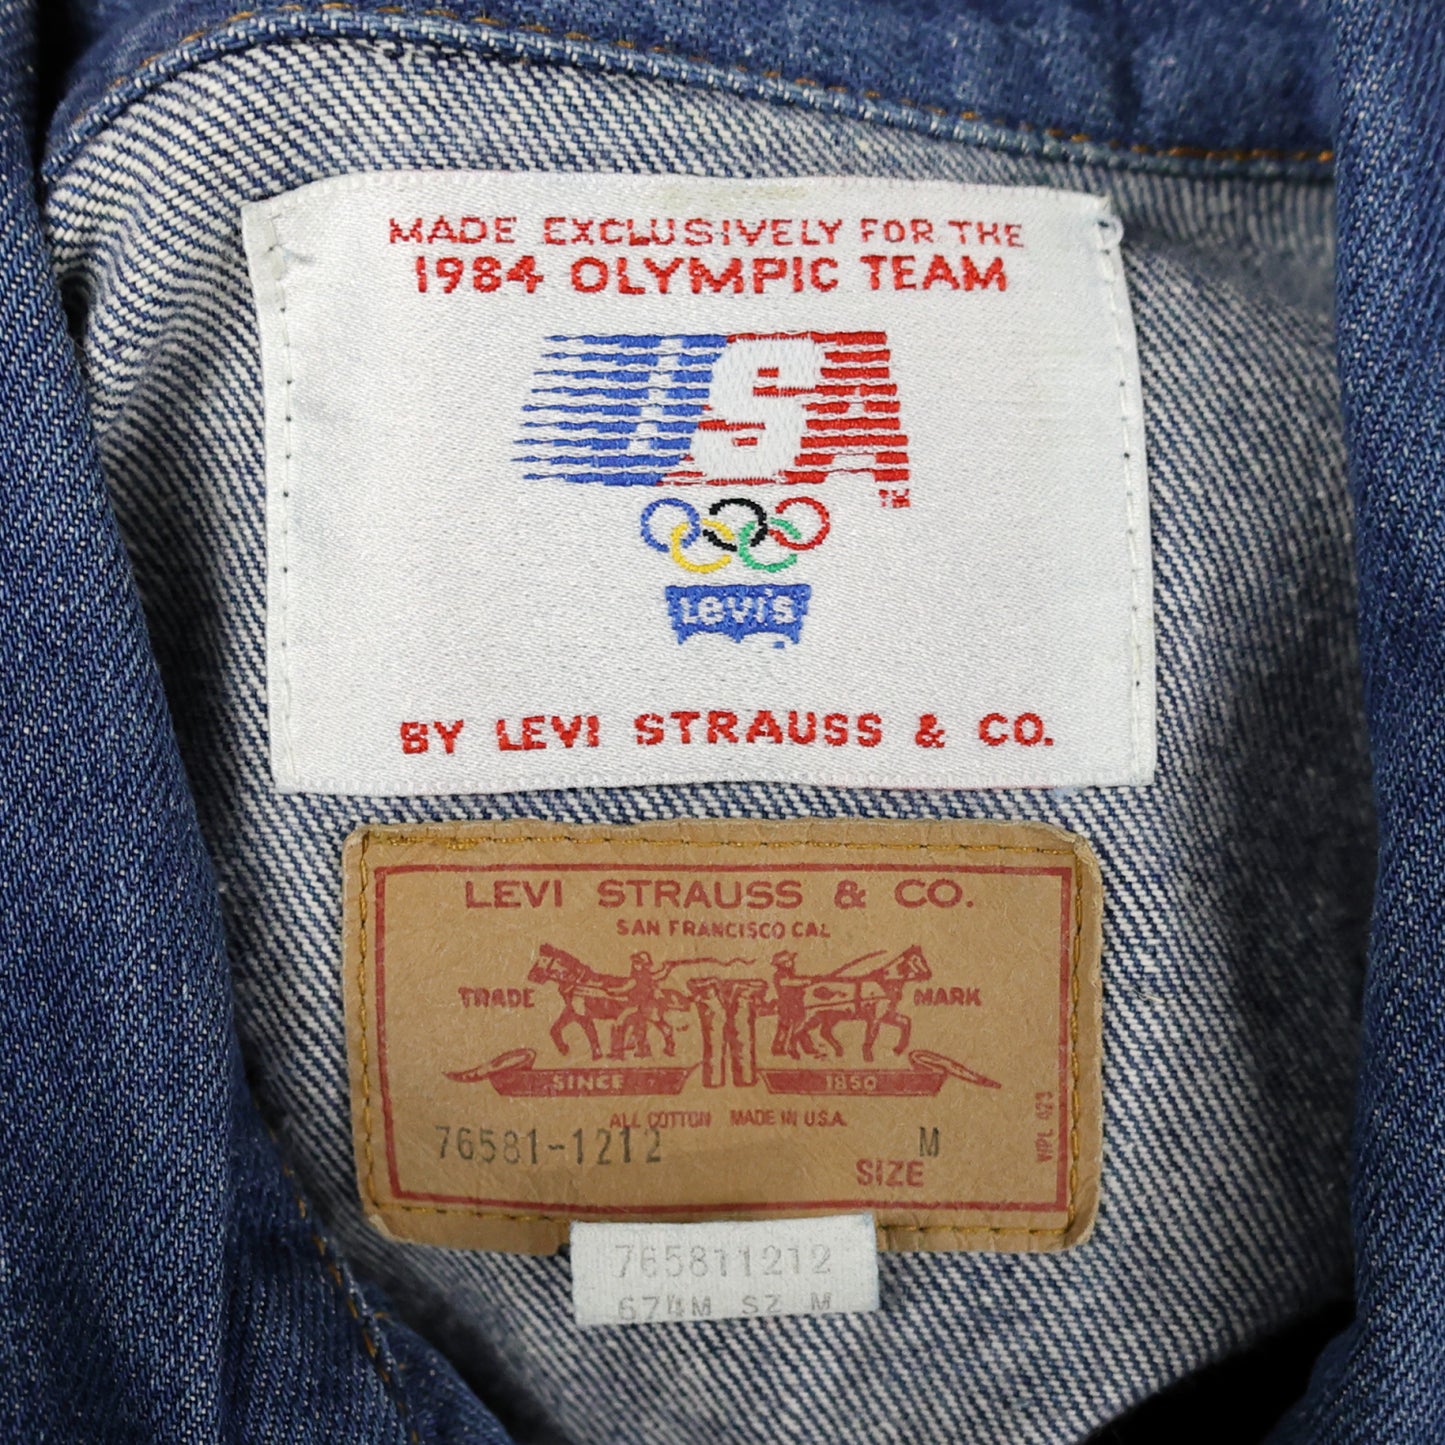 MADE EXCLUSIVELY FOR THE
1984 OLYMPIC TEAM
USA
TM
Levi's
BY LEVI STRAUSS & CO.
LEVI STRAUSS & CO.
SAN FRANCISCO CAL
TRADE MARK
SINCE 1850
ALL COTTON MADE IN U.S.A.
76581-1212 M
SIZE
WPL 423
765811212
674M SZ M